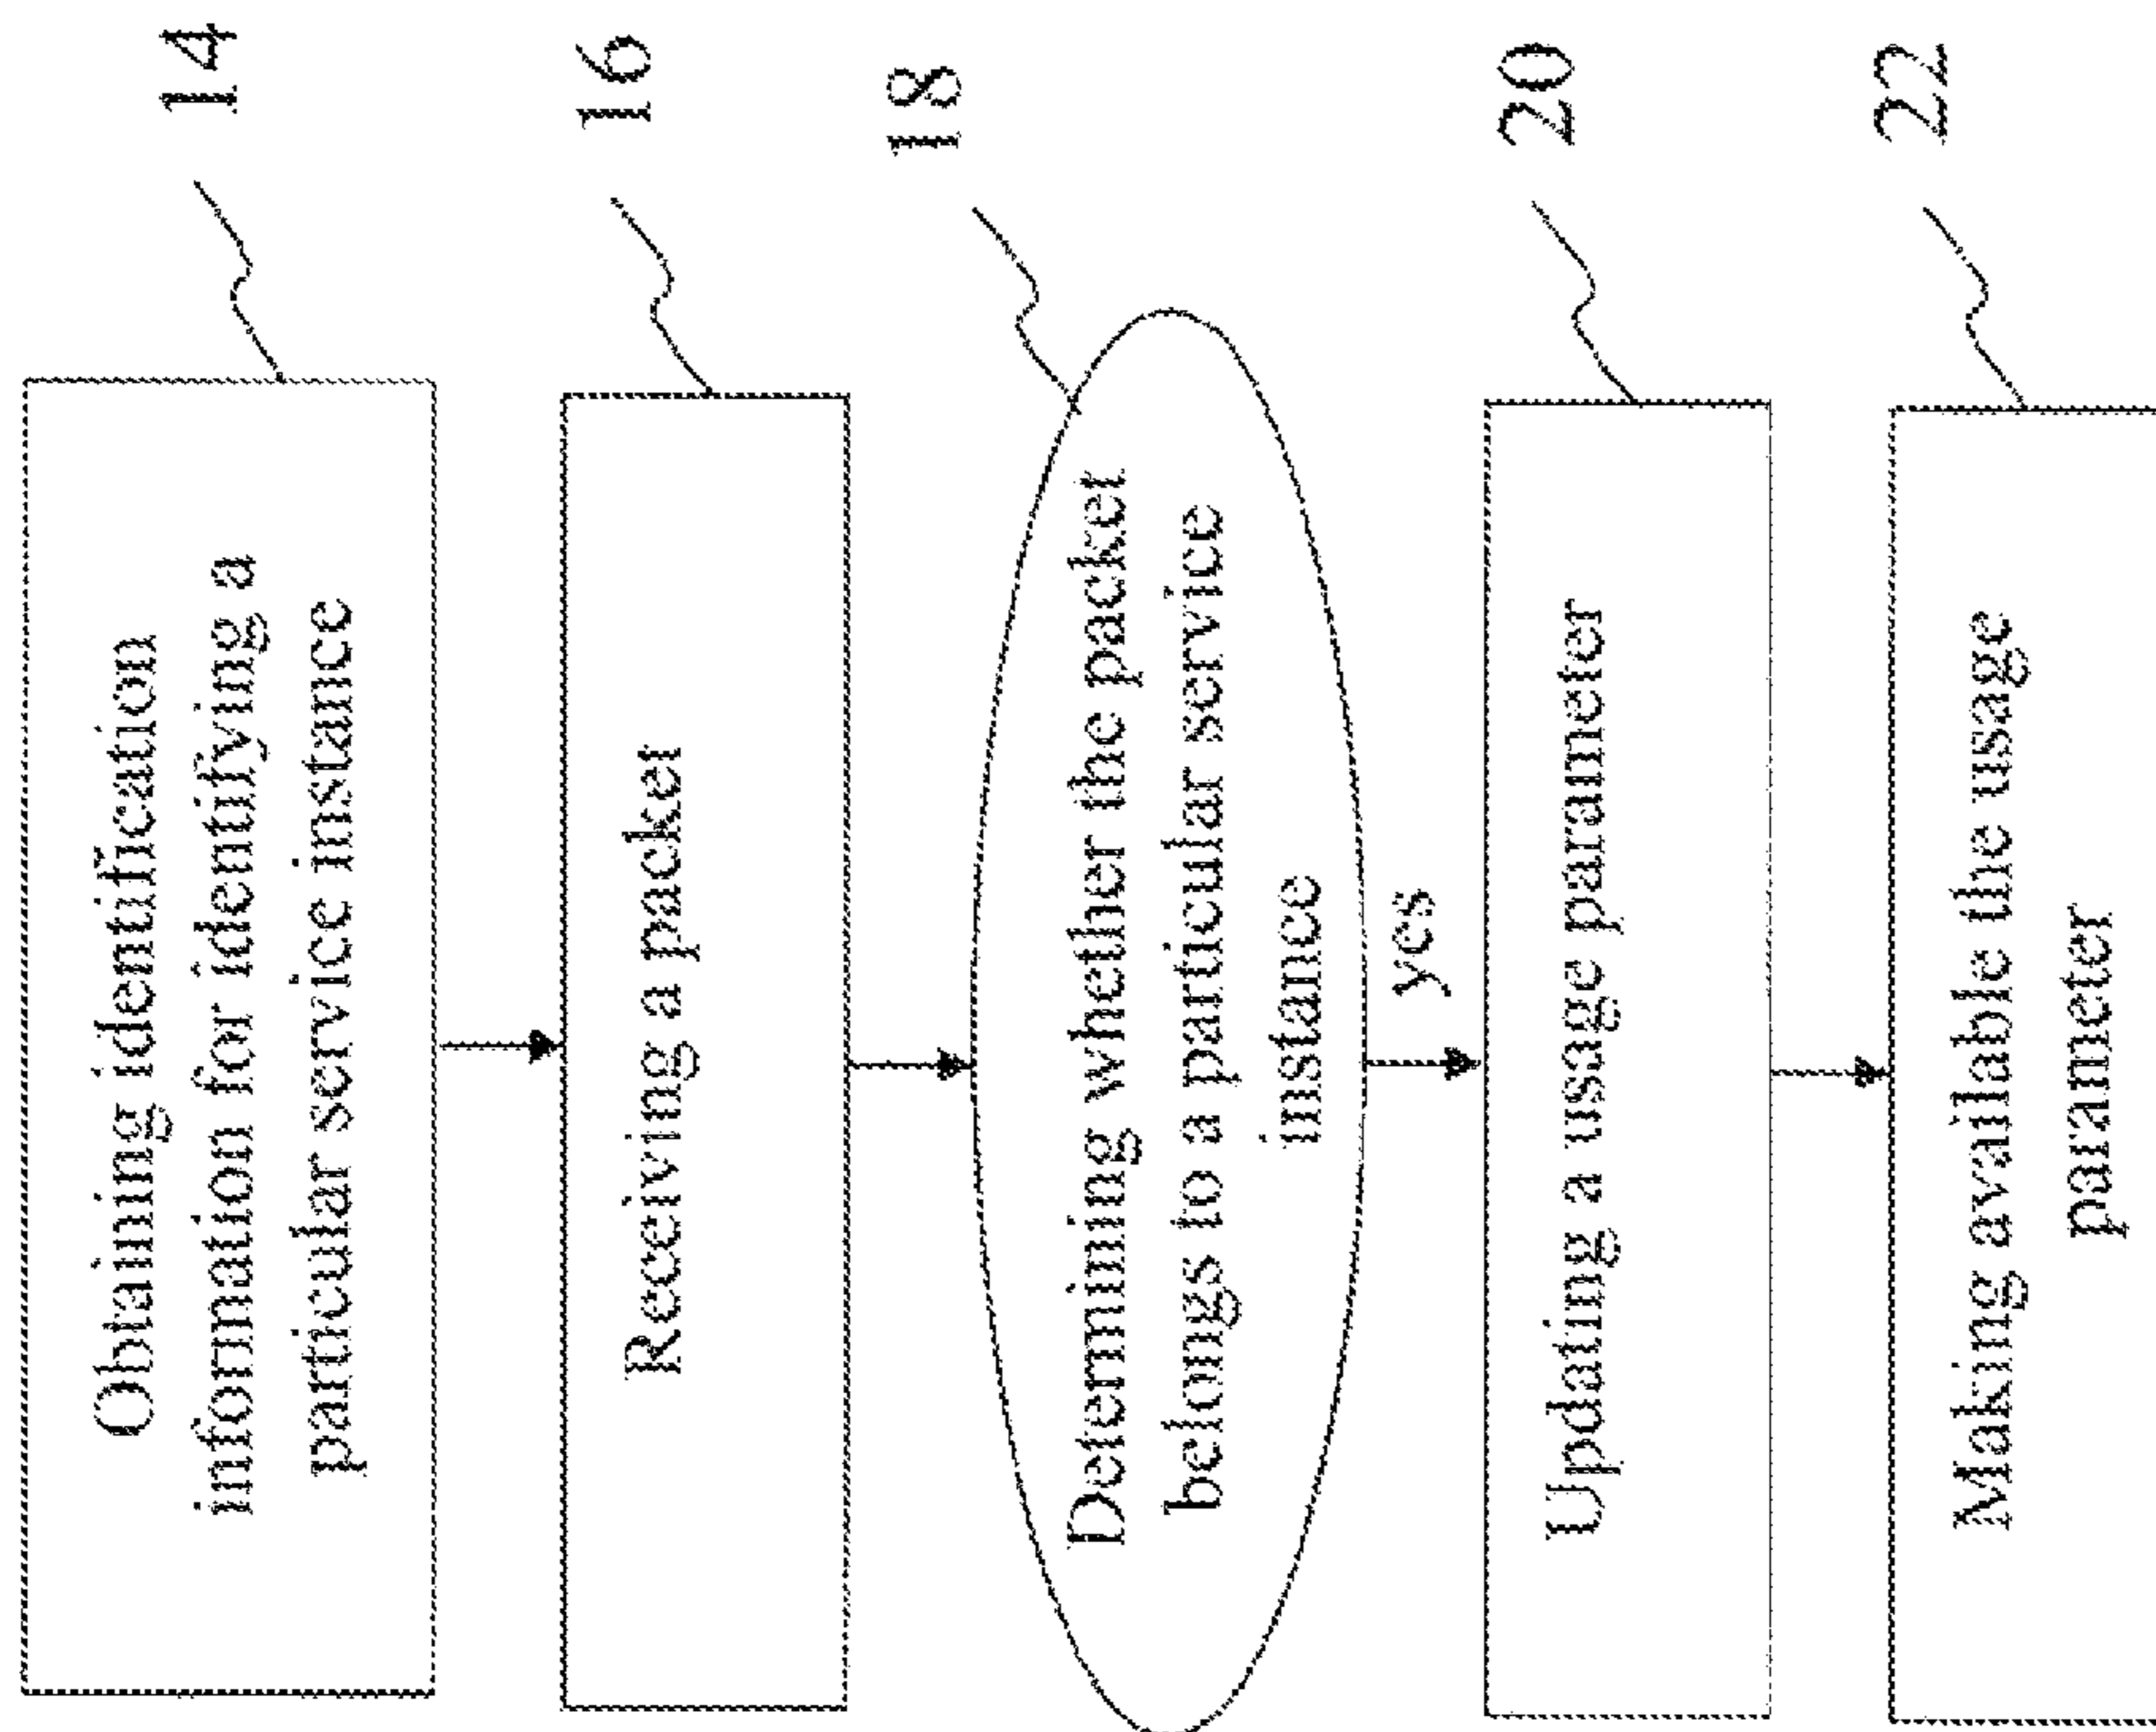 14
Obtaining identification
information for identifying a
particular service instance
16
Receiving a packet
18
Determining whether the packet
belongs to a particular service
instance
yes
20
Updating a usage parameter
22
Making available the usage
parameter